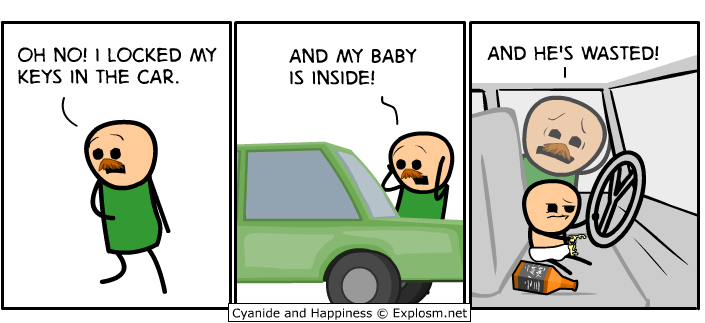 OH NO! I LOCKED MY
KEYS IN THE CAR.
AND MY BABY
IS INSIDE!
AND HE'S WASTED!
Cyanide and Happiness © Explosm.net